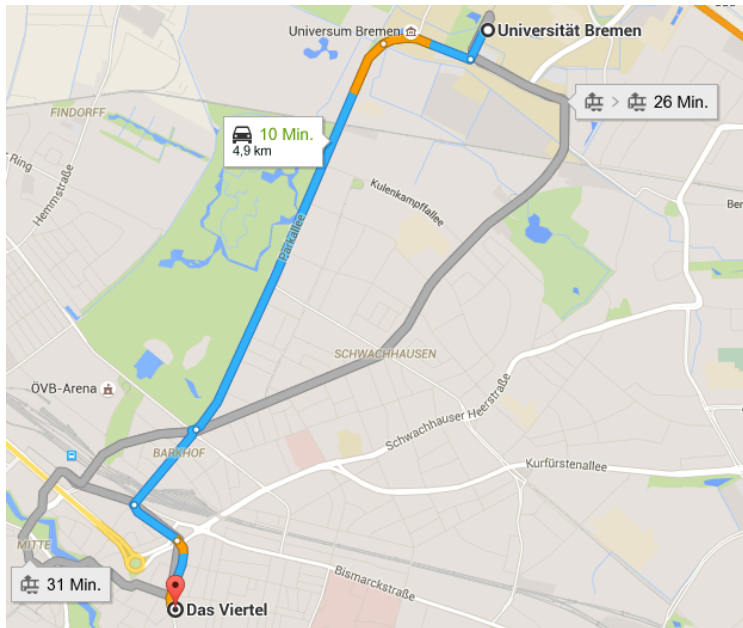 Universum Bremen
Universität Bremen
26 Min.
FINDORFF
10 Min.
4,9 km
Hemmstraße
Ring
Kulenkampffallee
Parkallee
SCHWACHHAUSEN
ÖVB-Arena
Schwachhauser Heerstraße
BARKHOF
Kurfürstenallee
MITTE
31 Min.
Bismarckstraße
Das Viertel